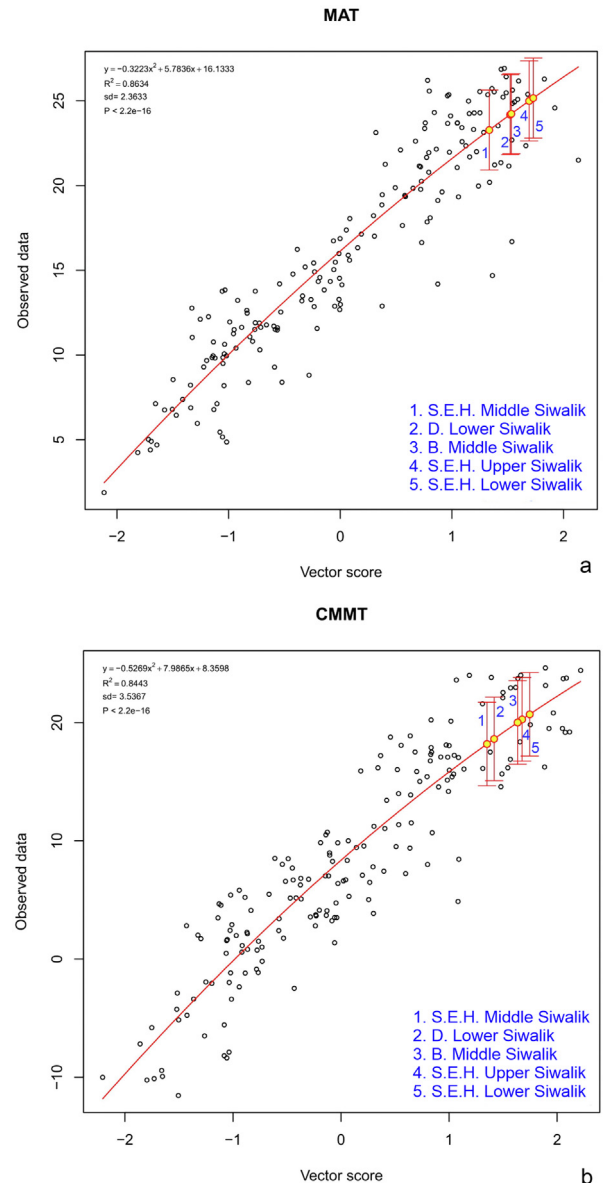 MAT
y = −0.3223x² + 5.7836x + 16.1333
R² = 0.8634
sd= 2.3633
P < 2.2e−16
25
20
15
10
5
Observed data
4
3
1 2 5
1. S.E.H. Middle Siwalik
2. D. Lower Siwalik
3. B. Middle Siwalik
4. S.E.H. Upper Siwalik
5. S.E.H. Lower Siwalik
−2 −1 0 1 2
Vector score
a
CMMT
y = −0.5269x² + 7.9865x + 8.3598
R² = 0.8443
sd= 3.5367
P < 2.2e−16
20
10
0
−10
Observed data
3
2
1
4
5
1. S.E.H. Middle Siwalik
2. D. Lower Siwalik
3. B. Middle Siwalik
4. S.E.H. Upper Siwalik
5. S.E.H. Lower Siwalik
−2 −1 0 1 2
Vector score
b